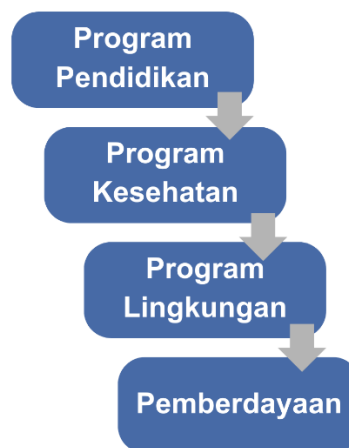 Program
Pendidikan
Program
Kesehatan
Program
Lingkungan
Pemberdayaan